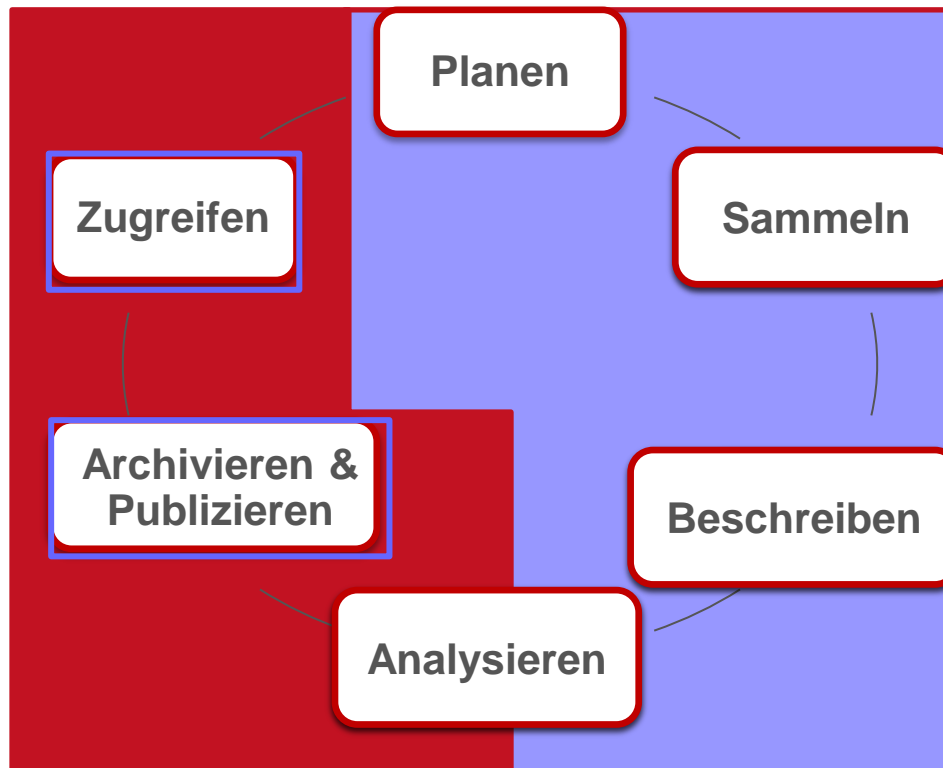 Planen
Zugreifen
Sammeln
Archivieren &
Publizieren
Beschreiben
Analysieren